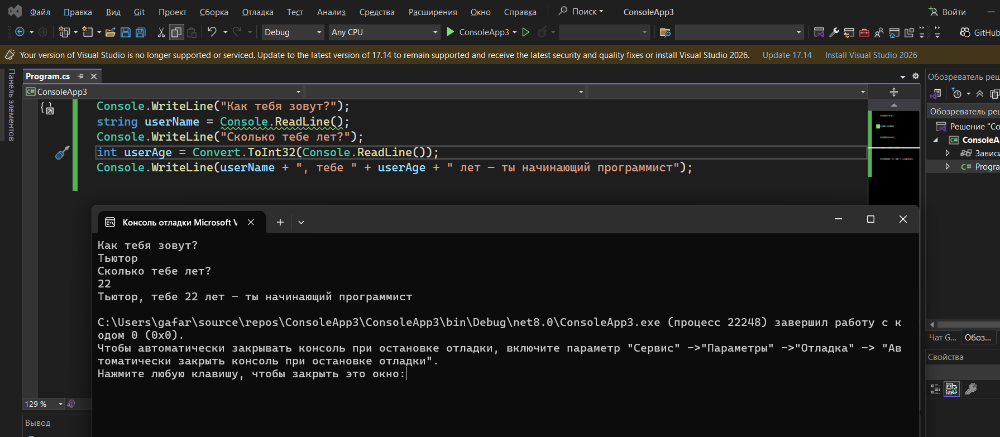 Файл Правка Вид Git Проект Сборка Отладка Тест Анализ Средства Расширения Окно Справка Поиск ConsoleApp3 Войти
Debug Any CPU ConsoleApp3 GitHub
Your version of Visual Studio is no longer supported or serviced. Update to the latest version of 17.14 to remain supported and receive the latest security and quality fixes or install Visual Studio 2026. Update 17.14 Install Visual Studio 2026
Панель элементов
Program.cs
C# ConsoleApp3
Console.WriteLine("Как тебя зовут?");
string userName = Console.ReadLine();
Console.WriteLine("Сколько тебе лет?");
int userAge = Convert.ToInt32(Console.ReadLine());
Console.WriteLine(userName + ", тебе " + userAge + " лет — ты начинающий программист");
129 %
Вывод
Консоль отладки Microsoft V
Как тебя зовут?
Тьютор
Сколько тебе лет?
22
Тьютор, тебе 22 лет — ты начинающий программист
C:\Users\gafar\source\repos\ConsoleApp3\ConsoleApp3\bin\Debug\net8.0\ConsoleApp3.exe (процесс 22248) завершил работу с к
одом 0 (0x0).
Чтобы автоматически закрывать консоль при остановке отладки, включите параметр "Сервис" ->"Параметры" ->"Отладка" -> "Ав
томатически закрыть консоль при остановке отладки".
Нажмите любую клавишу, чтобы закрыть это окно:
Обозреватель реш
Обозреватель реш
Решение "Co
C# ConsoleA
Зависи
C# Progra
Чат G... Обоз...
Свойства